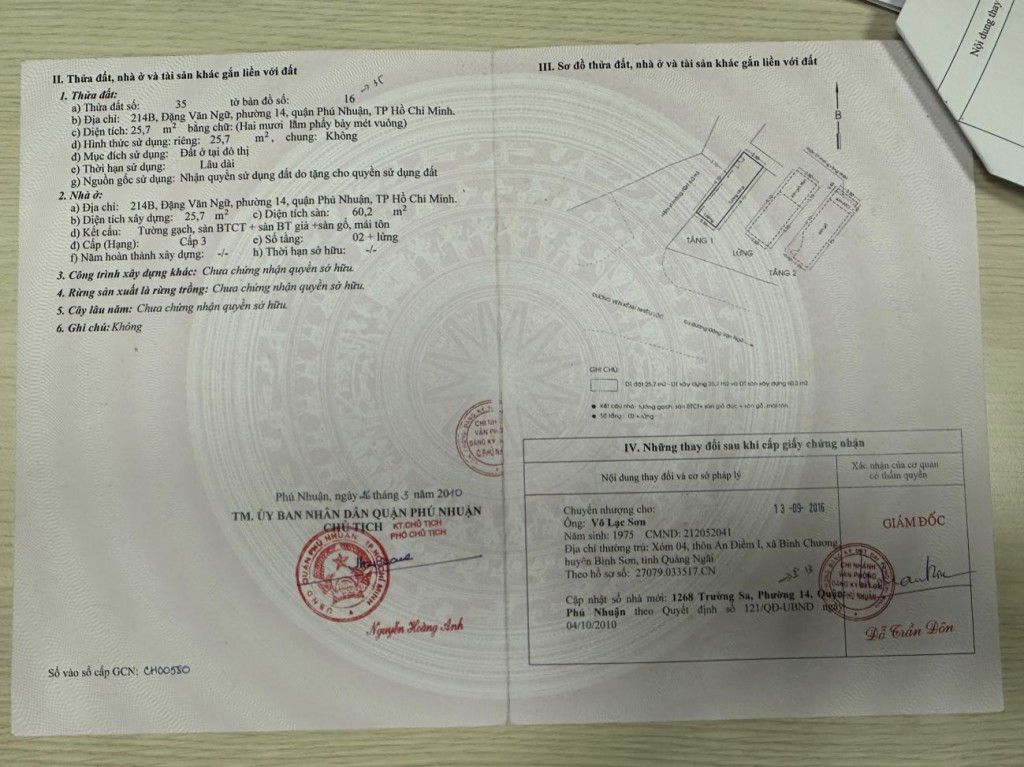 Nội dung thay
II. Thửa đất, nhà ở và tài sản khác gắn liền với đất
1. Thửa đất:
a) Thửa đất số: 35 tờ bản đồ số: 16
b) Địa chỉ: 214B, Đặng Văn Ngữ, phường 14, quận Phú Nhuận, TP Hồ Chí Minh.
c) Diện tích: 25,7 m² bằng chữ: (Hai mươi lăm phẩy bảy mét vuông)
d) Hình thức sử dụng: riêng: 25,7 m², chung: Không
đ) Mục đích sử dụng: Đất ở tại đô thị
e) Thời hạn sử dụng: Lâu dài
g) Nguồn gốc sử dụng: Nhận quyền sử dụng đất do tặng cho quyền sử dụng đất
2. Nhà ở:
a) Địa chỉ: 214B, Đặng Văn Ngữ, phường 14, quận Phú Nhuận, TP Hồ Chí Minh.
b) Diện tích xây dựng: 25,7 m² c) Diện tích sàn: 60,2 m²
d) Kết cấu: Tường gạch, sàn BTCT + sàn BT giả +sàn gỗ, mái tôn
đ) Cấp (Hạng): Cấp 3 e) Số tầng: 02 + lửng
f) Năm hoàn thành xây dựng: -/- h) Thời hạn sở hữu: -/-
3. Công trình xây dựng khác: Chưa chứng nhận quyền sở hữu.
4. Rừng sản xuất là rừng trồng: Chưa chứng nhận quyền sở hữu.
5. Cây lâu năm: Chưa chứng nhận quyền sở hữu.
6. Ghi chú: Không
Phú Nhuận, ngày tháng 5 năm 2010
TM. ỦY BAN NHÂN DÂN QUẬN PHÚ NHUẬN
CHỦ TỊCH KT.CHỦ TỊCH
PHÓ CHỦ TỊCH
Nguyễn Hoàng Anh
Số vào sổ cấp GCN: CH00580
III. Sơ đồ thửa đất, nhà ở và tài sản khác gắn liền với đất
B
TẦNG 1
LỬNG
TẦNG 2
GHI CHÚ
● Số tầng: 02 + lửng
IV. Những thay đổi sau khi cấp giấy chứng nhận
Nội dung thay đổi và cơ sở pháp lý
Xác nhận của cơ quan
có thẩm quyền
Chuyển nhượng cho: 13 -09- 2016
Ông: Võ Lạc Sơn
Năm sinh: 1975 CMND: 212052041
Địa chỉ thường trú: Xóm 04, thôn An Điềm I, xã Bình Chương,
huyện Bình Sơn, tỉnh Quảng Ngãi
Theo hồ sơ số: 27079.033517.CN
Cập nhật số nhà mới: 1268 Trường Sa, Phường 14, Quận
Phú Nhuận theo Quyết định số 121/QĐ-UBND ngày
04/10/2010
GIÁM ĐỐC
CHI NHÁNH
VĂN PHÒNG
ĐĂNG KÝ ĐẤT ĐAI
Đỗ Trần Đôn